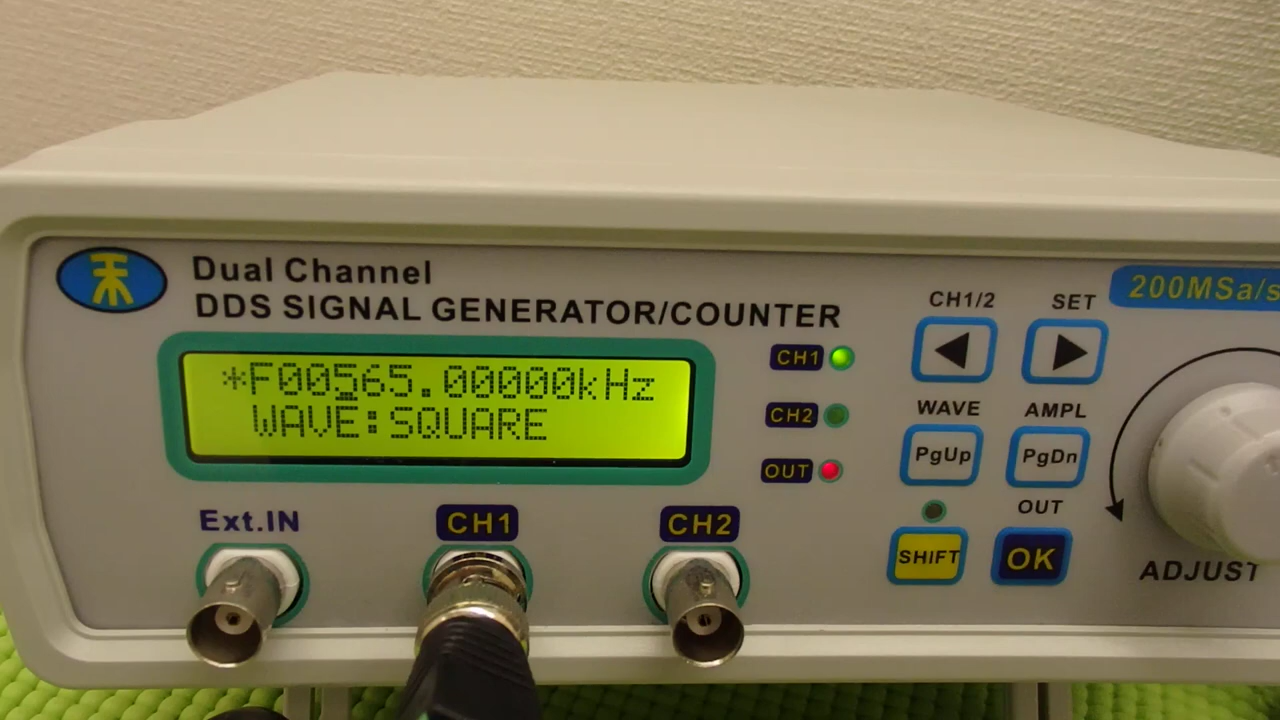 Dual Channel
DDS SIGNAL GENERATOR/COUNTER
200MSa/s
*F00565.00000kHz
WAVE:SQUARE
CH1
CH2
OUT
CH1/2
SET
WAVE
AMPL
PgUp
PgDn
OUT
SHIFT
OK
ADJUST
Ext.IN
CH1
CH2